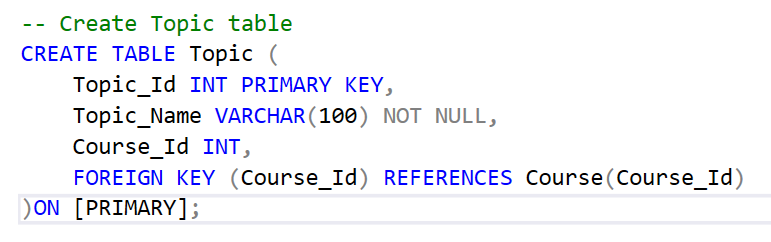 -- Create Topic table
CREATE TABLE Topic (
    Topic_Id INT PRIMARY KEY,
    Topic_Name VARCHAR(100) NOT NULL,
    Course_Id INT,
    FOREIGN KEY (Course_Id) REFERENCES Course(Course_Id)
)ON [PRIMARY];